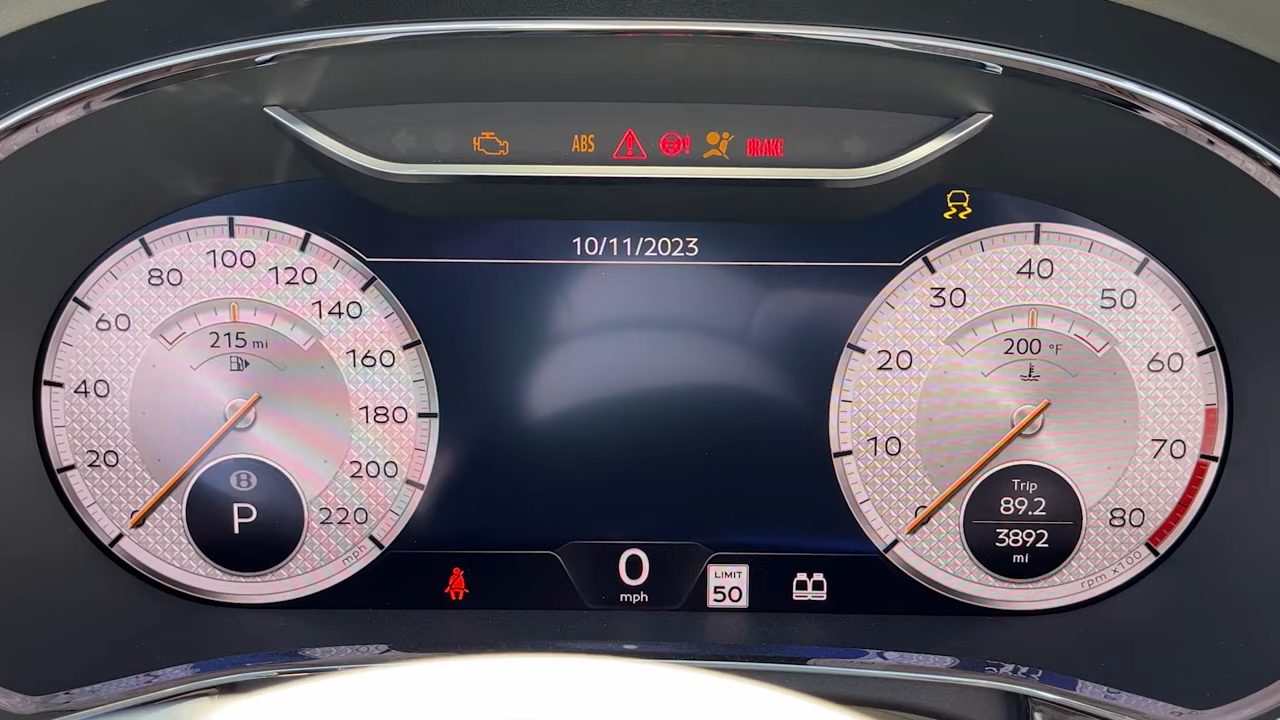 ABS
BRAKE
10/11/2023
20
40
60
80
100
120
140
160
180
200
220
mph
215 mi
B
P
0
mph
LIMIT
50
10
20
30
40
50
60
70
80
rpm x100
200 °F
Trip
89.2
3892
mi